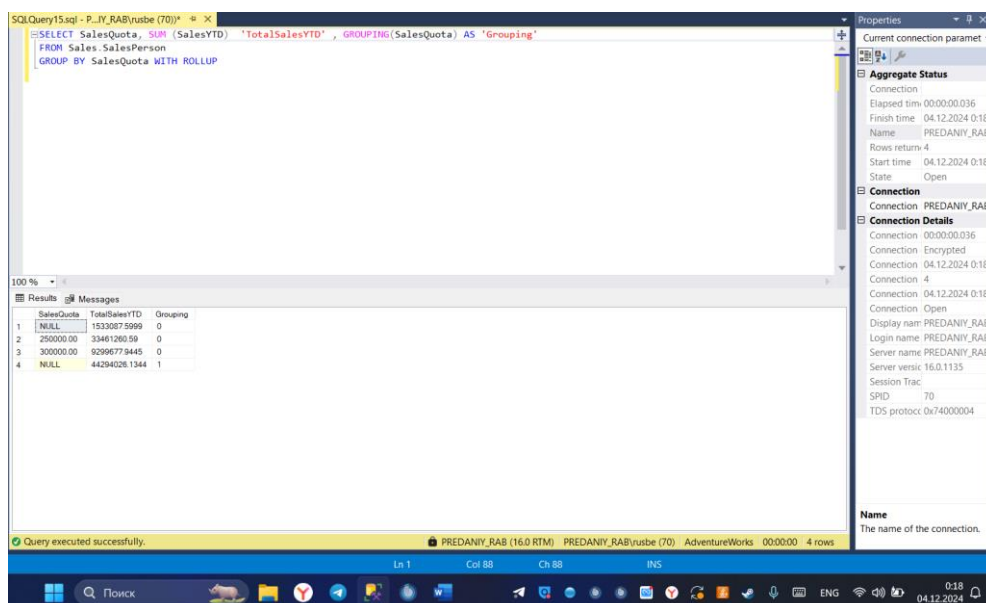 SQLQuery15.sql - P...IY_RAB\rusbe (70))*
SELECT SalesQuota, SUM (SalesYTD) 'TotalSalesYTD' , GROUPING(SalesQuota) AS 'Grouping'
FROM Sales.SalesPerson
GROUP BY SalesQuota WITH ROLLUP
100 %
Results Messages
SalesQuota TotalSalesYTD Grouping
1 NULL 1533087.5999 0
2 250000.00 33461260.59 0
3 300000.00 9299677.9445 0
4 NULL 44294026.1344 1
Query executed successfully.
PREDANIY_RAB (16.0 RTM) PREDANIY_RAB\rusbe (70) AdventureWorks 00:00:00 4 rows
Properties
Current connection paramet
Aggregate Status
Connection
Elapsed tim 00:00:00.036
Finish time 04.12.2024 0:18
Name PREDANIY_RAB
Rows return 4
Start time 04.12.2024 0:18
State Open
Connection
Connection PREDANIY_RAB
Connection Details
Connection 00:00:00.036
Connection Encrypted
Connection 04.12.2024 0:18
Connection 4
Connection 04.12.2024 0:18
Connection Open
Display nam PREDANIY_RAB
Login name PREDANIY_RAB
Server name PREDANIY_RAB
Server versic 16.0.1135
Session Trac
SPID 70
TDS protocc 0x74000004
Name
The name of the connection.
Ln 1 Col 88 Ch 88 INS
Поиск
ENG
0:18
04.12.2024